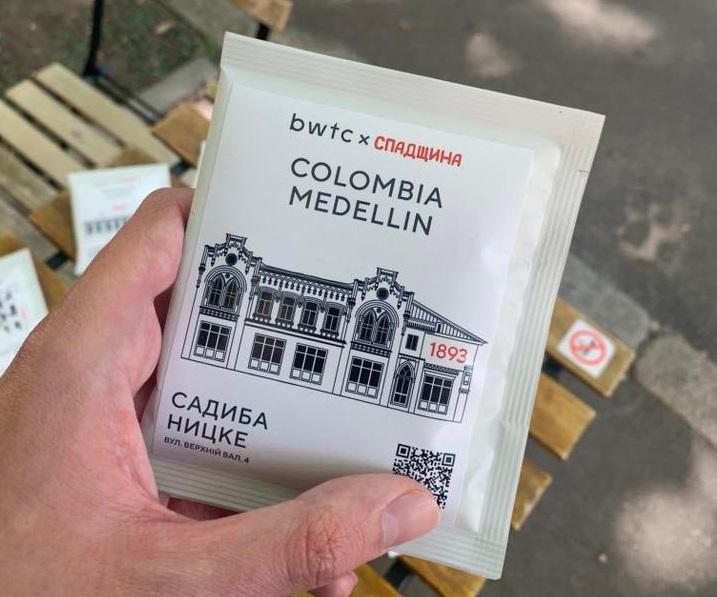 bwtc × СПАДЩИНА
COLOMBIA
MEDELLIN
1893
САДИБА
НИЦКЕ
ВУЛ. ВЕРХНІЙ ВАЛ, 4